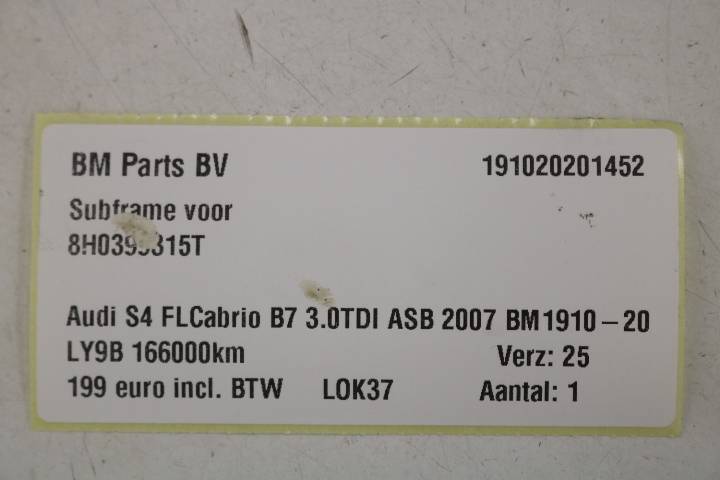 BM Parts BV 191020201452
Subframe voor
8H0399315T
Audi S4 FLCabrio B7 3.0TDI ASB 2007 BM1910-20
LY9B 166000km Verz: 25
199 euro incl. BTW LOK37 Aantal: 1